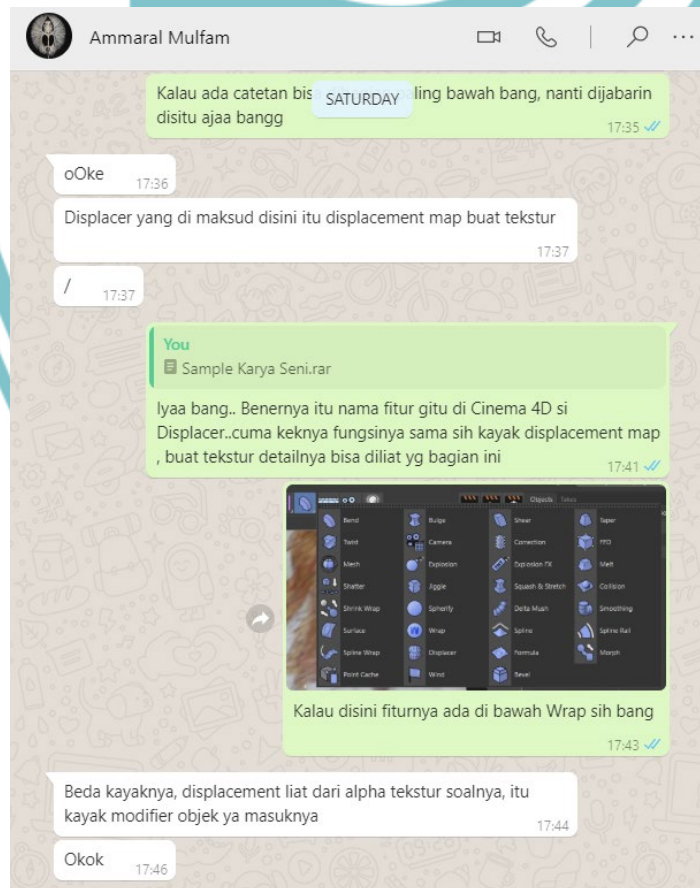 Ammaral Mulfam
SATURDAY
Kalau ada catetan bis ling bawah bang, nanti dijabarin
disitu ajaa bangg
17:35
oOke
17:36
Displacer yang di maksud disini itu displacement map buat tekstur
17:37
/
17:37
You
Sample Karya Seni.rar
Iyaa bang.. Benernya itu nama fitur gitu di Cinema 4D si
Displacer..cuma keknya fungsinya sama sih kayak displacement map
, buat tekstur detailnya bisa diliat yg bagian ini
17:41
Objects Takes
Bend Bulge Shear Taper
Twist Camera Correction FFD
Mesh Explosion Explosion FX Melt
Shatter Jiggle Squash & Stretch Collision
Shrink Wrap Spherify Delta Mush Smoothing
Surface Wrap Spline Spline Rail
Spline Wrap Displacer Formula Morph
Point Cache Wind Bevel
Kalau disini fiturnya ada di bawah Wrap sih bang
17:43
Beda kayaknya, displacement liat dari alpha tekstur soalnya, itu
kayak modifier objek ya masuknya
17:44
Okok
17:46